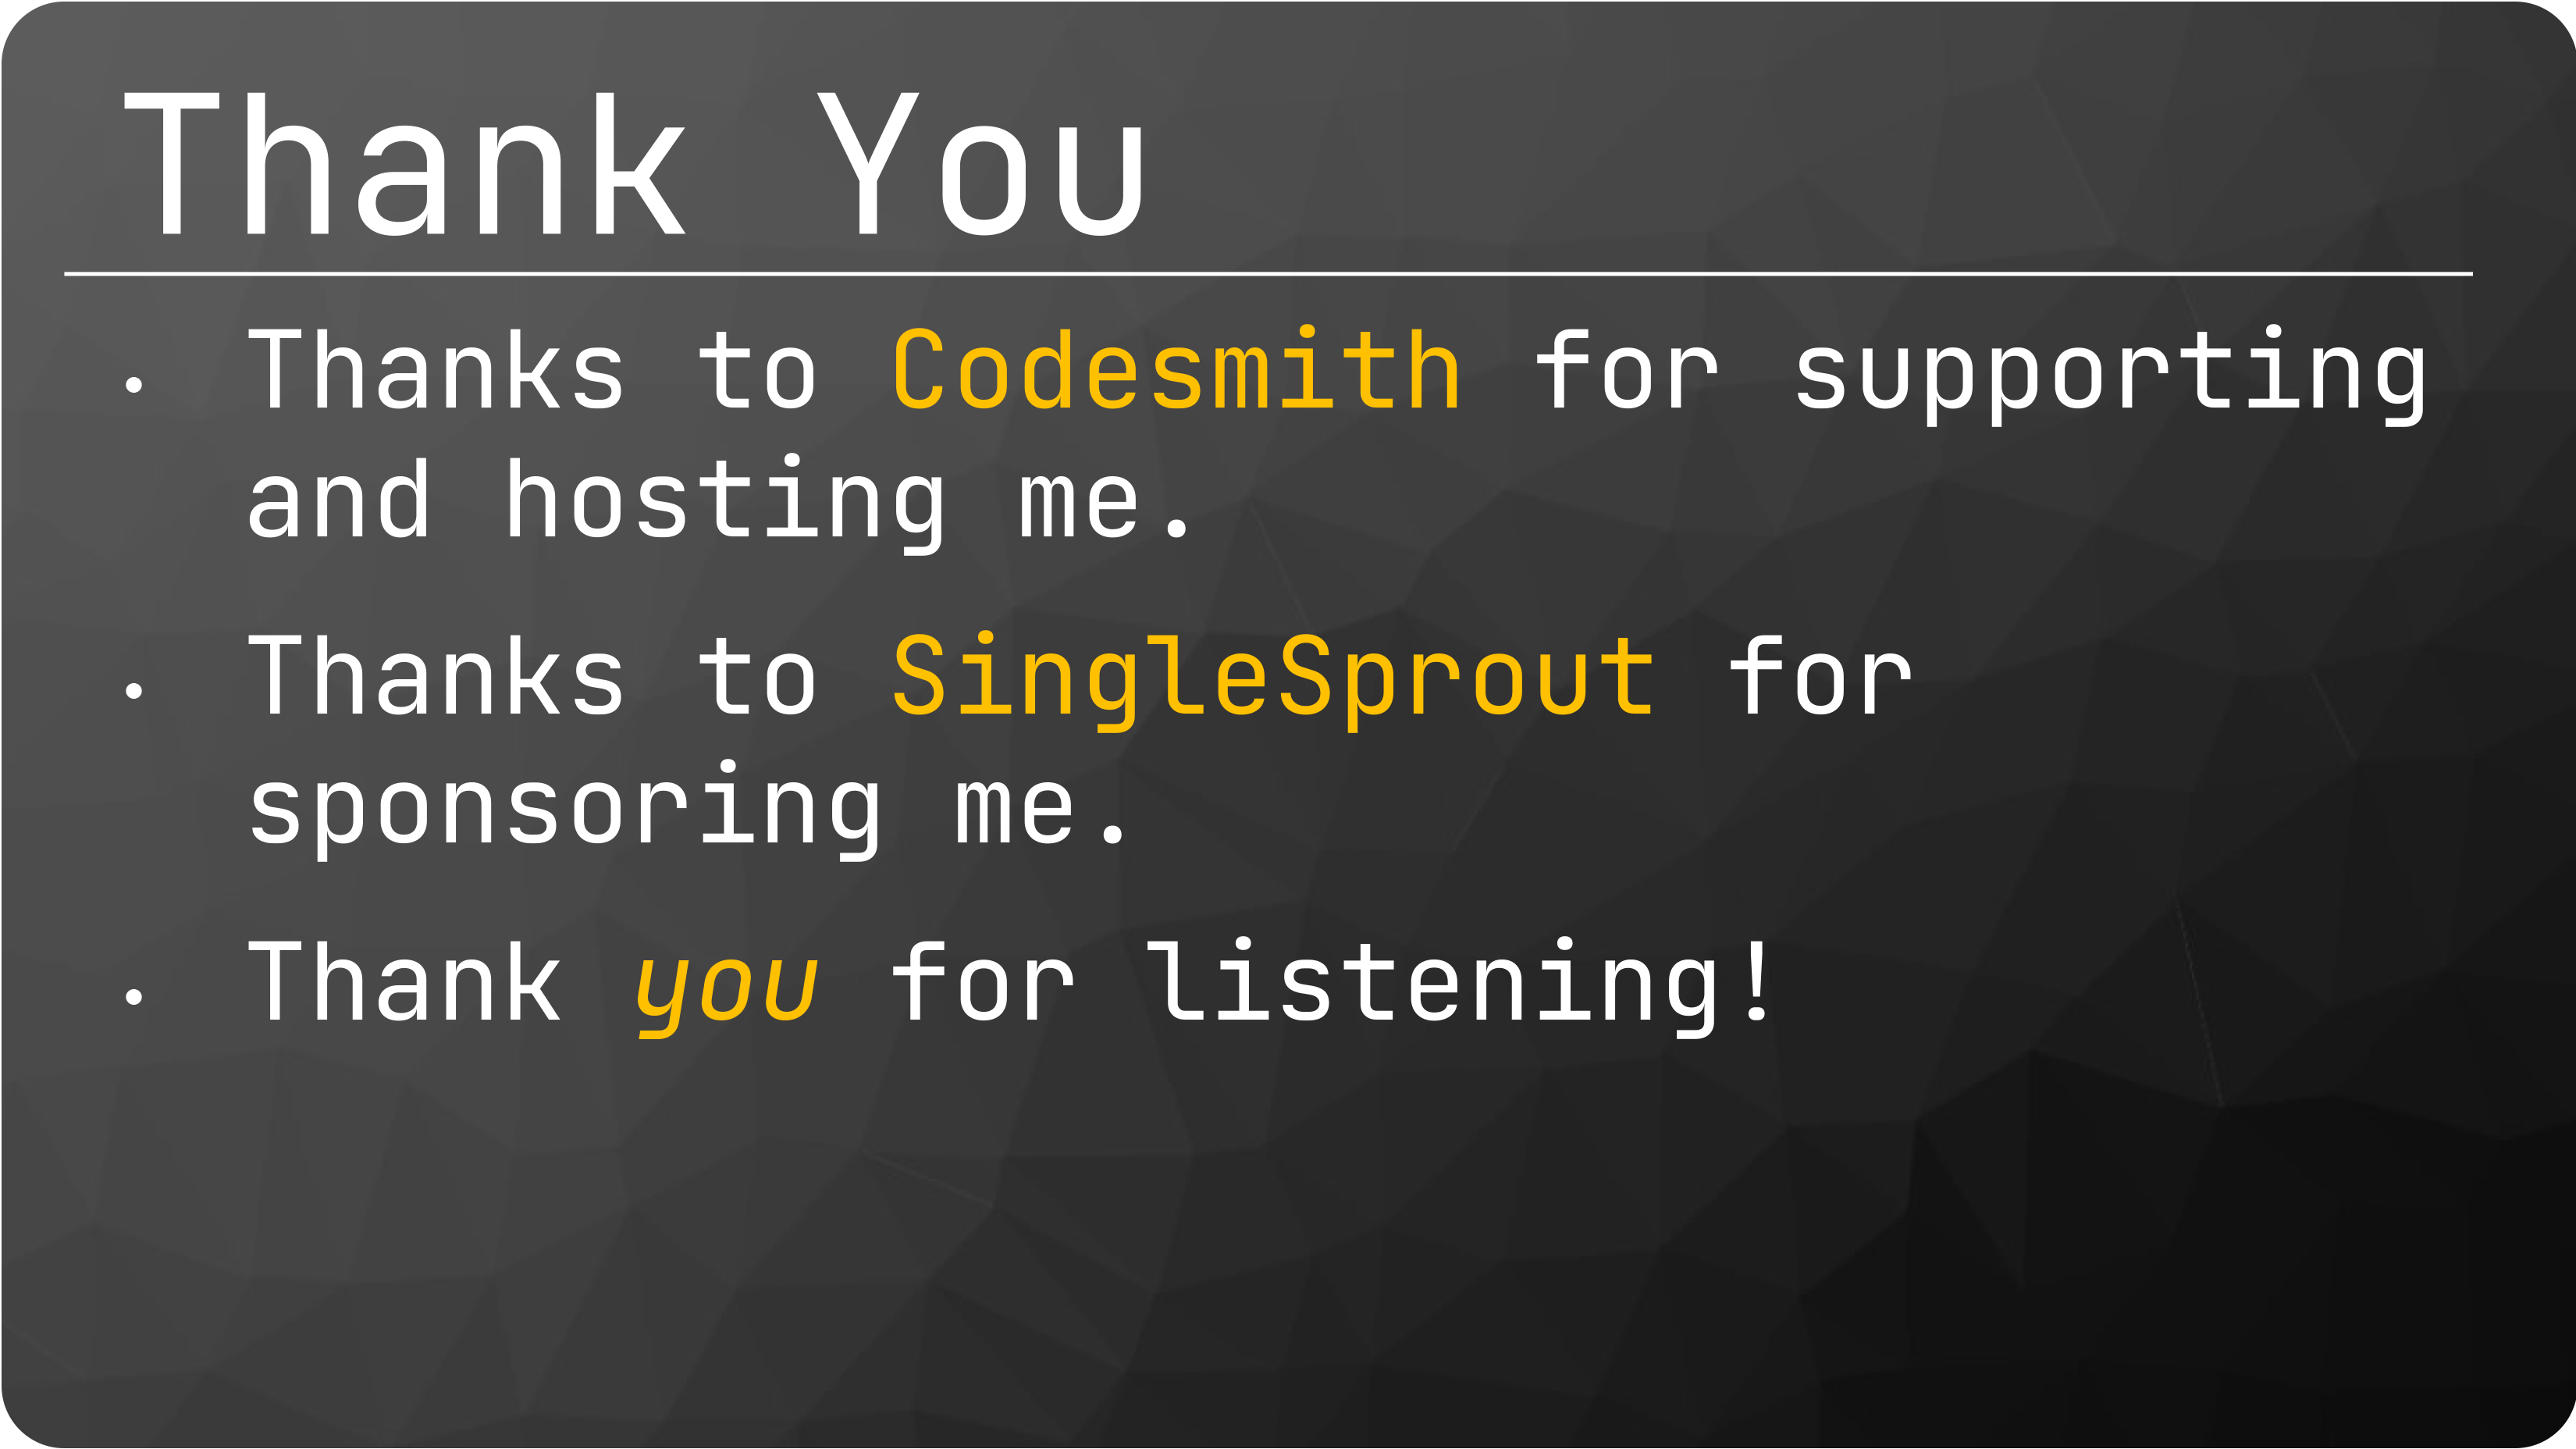 Thank You
• Thanks to Codesmith for supporting
and hosting me.
• Thanks to SingleSprout for
sponsoring me.
• Thank you for listening!